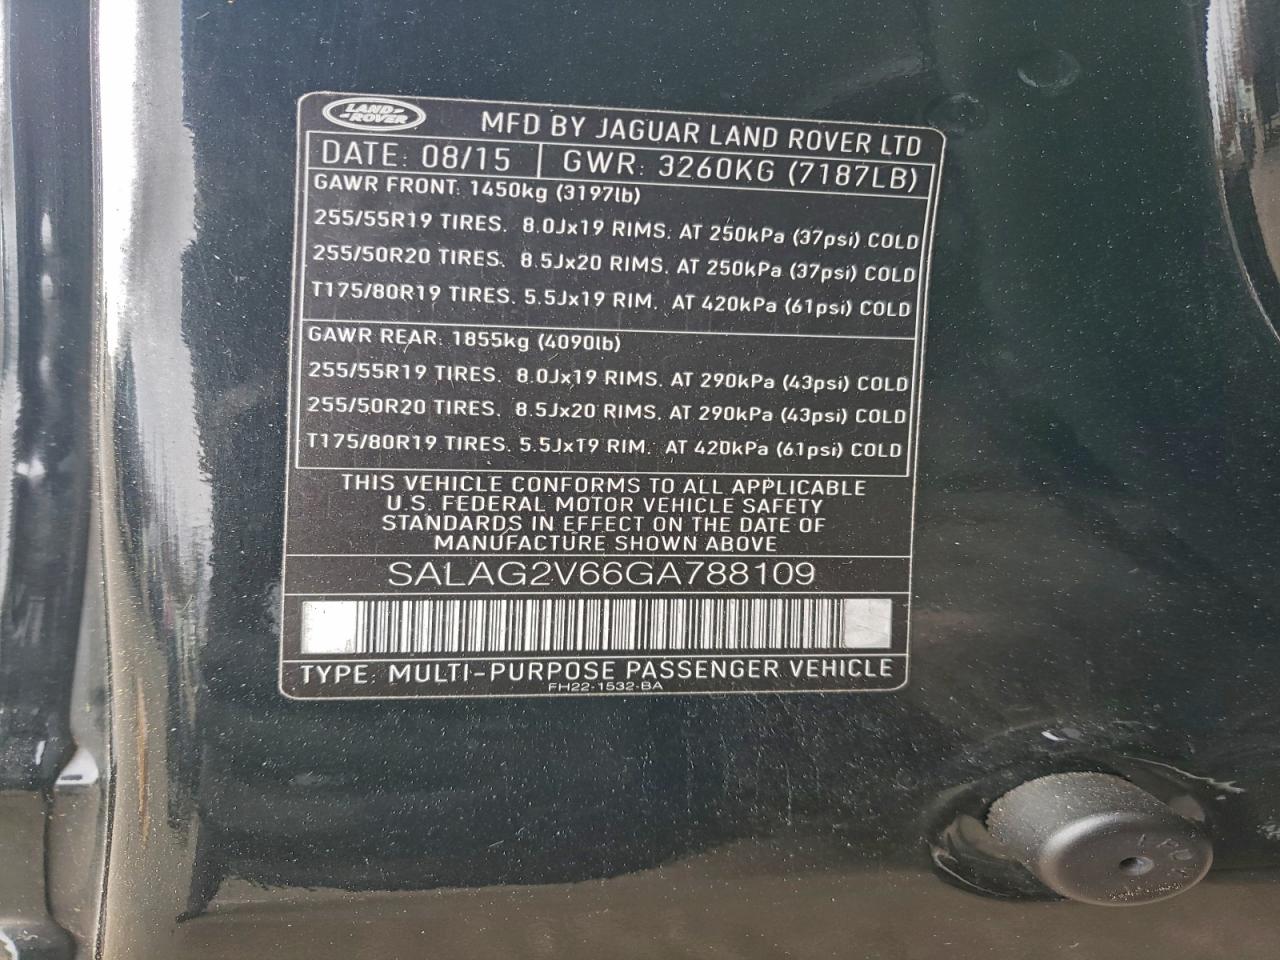 LAND-
ROVER
MFD BY JAGUAR LAND ROVER LTD
DATE: 08/15 GWR: 3260KG (7187LB)
GAWR FRONT: 1450kg (3197lb)
255/55R19 TIRES. 8.0Jx19 RIMS. AT 250kPa (37psi) COLD
255/50R20 TIRES. 8.5Jx20 RIMS. AT 250kPa (37psi) COLD
T175/80R19 TIRES. 5.5Jx19 RIM. AT 420kPa (61psi) COLD
GAWR REAR: 1855kg (4090lb)
255/55R19 TIRES. 8.0Jx19 RIMS. AT 290kPa (43psi) COLD
255/50R20 TIRES. 8.5Jx20 RIMS. AT 290kPa (43psi) COLD
T175/80R19 TIRES. 5.5Jx19 RIM. AT 420kPa (61psi) COLD
THIS VEHICLE CONFORMS TO ALL APPLICABLE
U.S. FEDERAL MOTOR VEHICLE SAFETY
STANDARDS IN EFFECT ON THE DATE OF
MANUFACTURE SHOWN ABOVE
SALAG2V66GA788109
TYPE: MULTI-PURPOSE PASSENGER VEHICLE
FH22-1532-BA